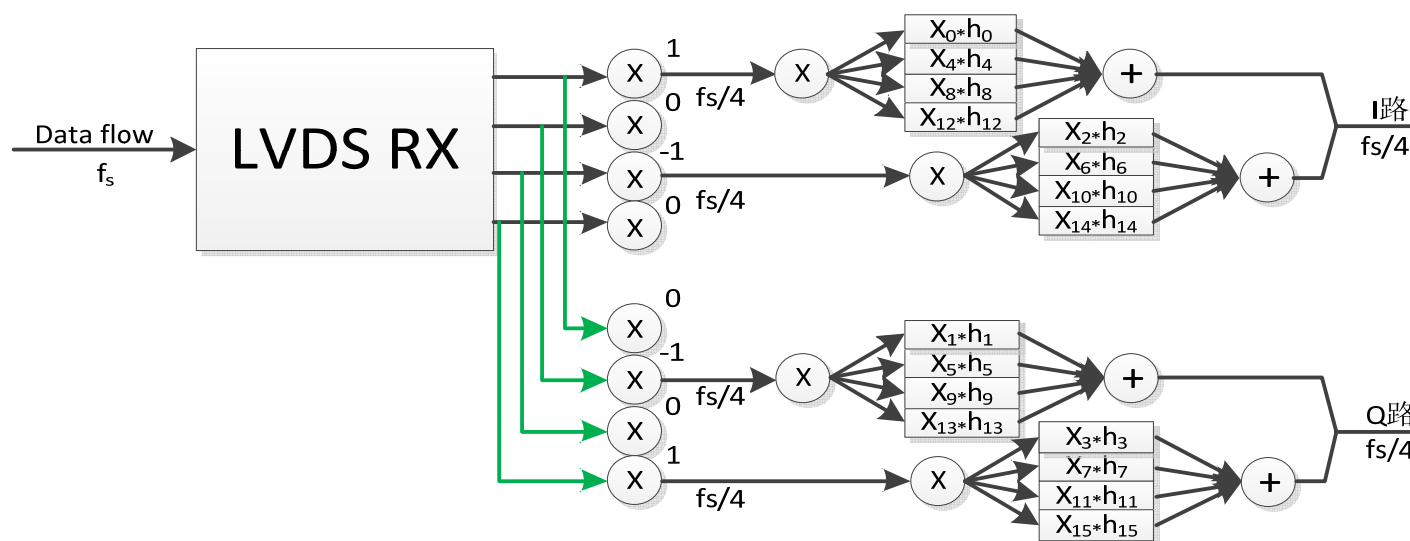 Data flow
fₛ
LVDS RX
X
1
X
0
X
-1
X
0
fs/4
fs/4
X
X₀*h₀
X₄*h₄
X₈*h₈
X₁₂*h₁₂
+
X
X₂*h₂
X₆*h₆
X₁₀*h₁₀
X₁₄*h₁₄
+
I路
fs/4
X
0
X
-1
X
0
X
1
fs/4
fs/4
X
X₁*h₁
X₅*h₅
X₉*h₉
X₁₃*h₁₃
+
X
X₃*h₃
X₇*h₇
X₁₁*h₁₁
X₁₅*h₁₅
+
Q路
fs/4